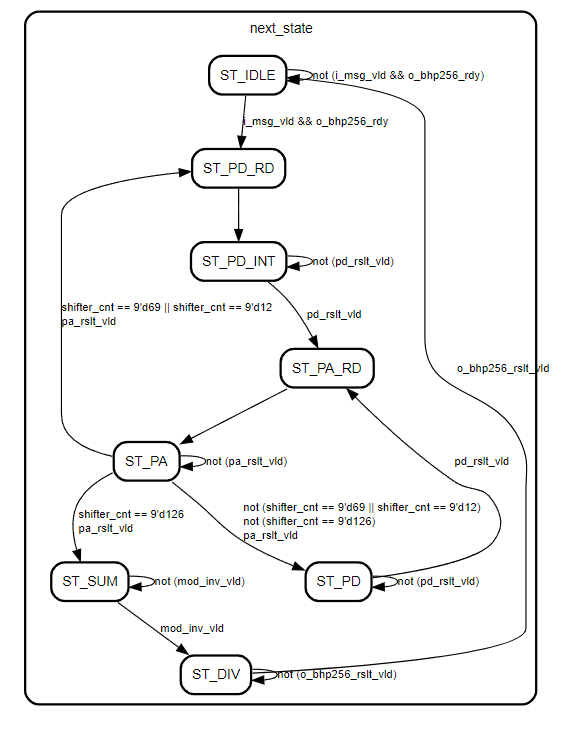 next_state
ST_IDLE
not (i_msg_vld && o_bhp256_rdy)
i_msg_vld && o_bhp256_rdy
ST_PD_RD
ST_PD_INT
not (pd_rslt_vld)
shifter_cnt == 9'd69 || shifter_cnt == 9'd12
pa_rslt_vld
pd_rslt_vld
ST_PA_RD
o_bhp256_rslt_vld
ST_PA
not (pa_rslt_vld)
pd_rslt_vld
shifter_cnt == 9'd126
pa_rslt_vld
not (shifter_cnt == 9'd69 || shifter_cnt == 9'd12)
not (shifter_cnt == 9'd126)
pa_rslt_vld
ST_SUM
not (mod_inv_vld)
ST_PD
not (pd_rslt_vld)
mod_inv_vld
ST_DIV
not (o_bhp256_rslt_vld)